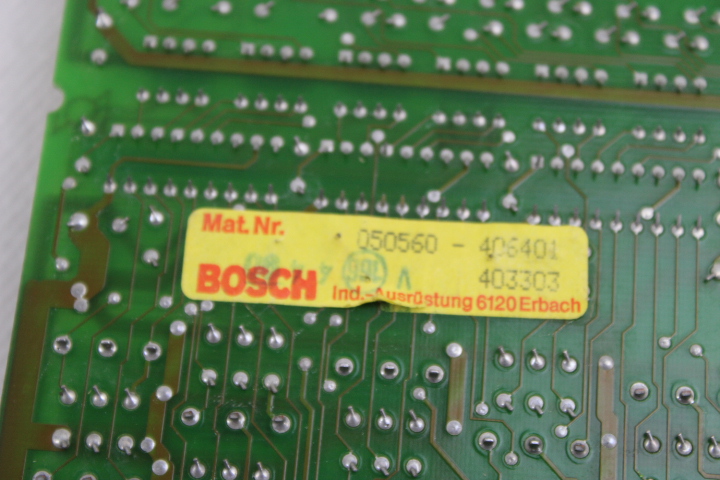 Mat. Nr. 050560 - 406401
BOSCH 403303
Ind.-Ausrüstung 6120 Erbach